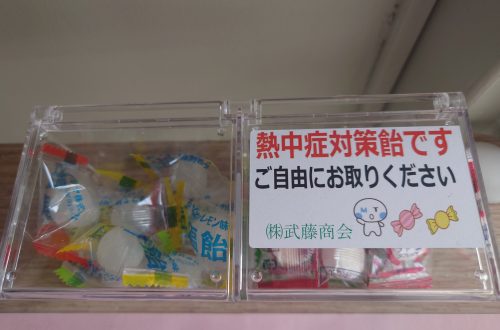 熱中症対策飴です
ご自由にお取りください
㈱武藤商会